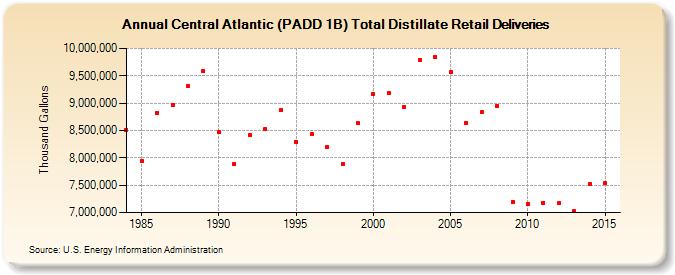 Annual Central Atlantic (PADD 1B) Total Distillate Retail Deliveries
Thousand Gallons
10,000,000
9,500,000
9,000,000
8,500,000
8,000,000
7,500,000
7,000,000
1985 1990 1995 2000 2005 2010 2015
Source: U.S. Energy Information Administration